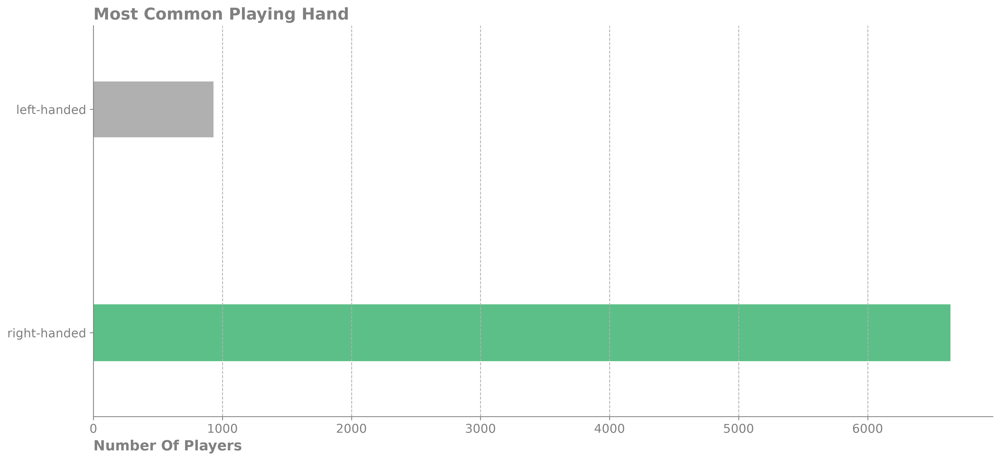 Most Common Playing Hand
left-handed
right-handed
0 1000 2000 3000 4000 5000 6000
Number Of Players